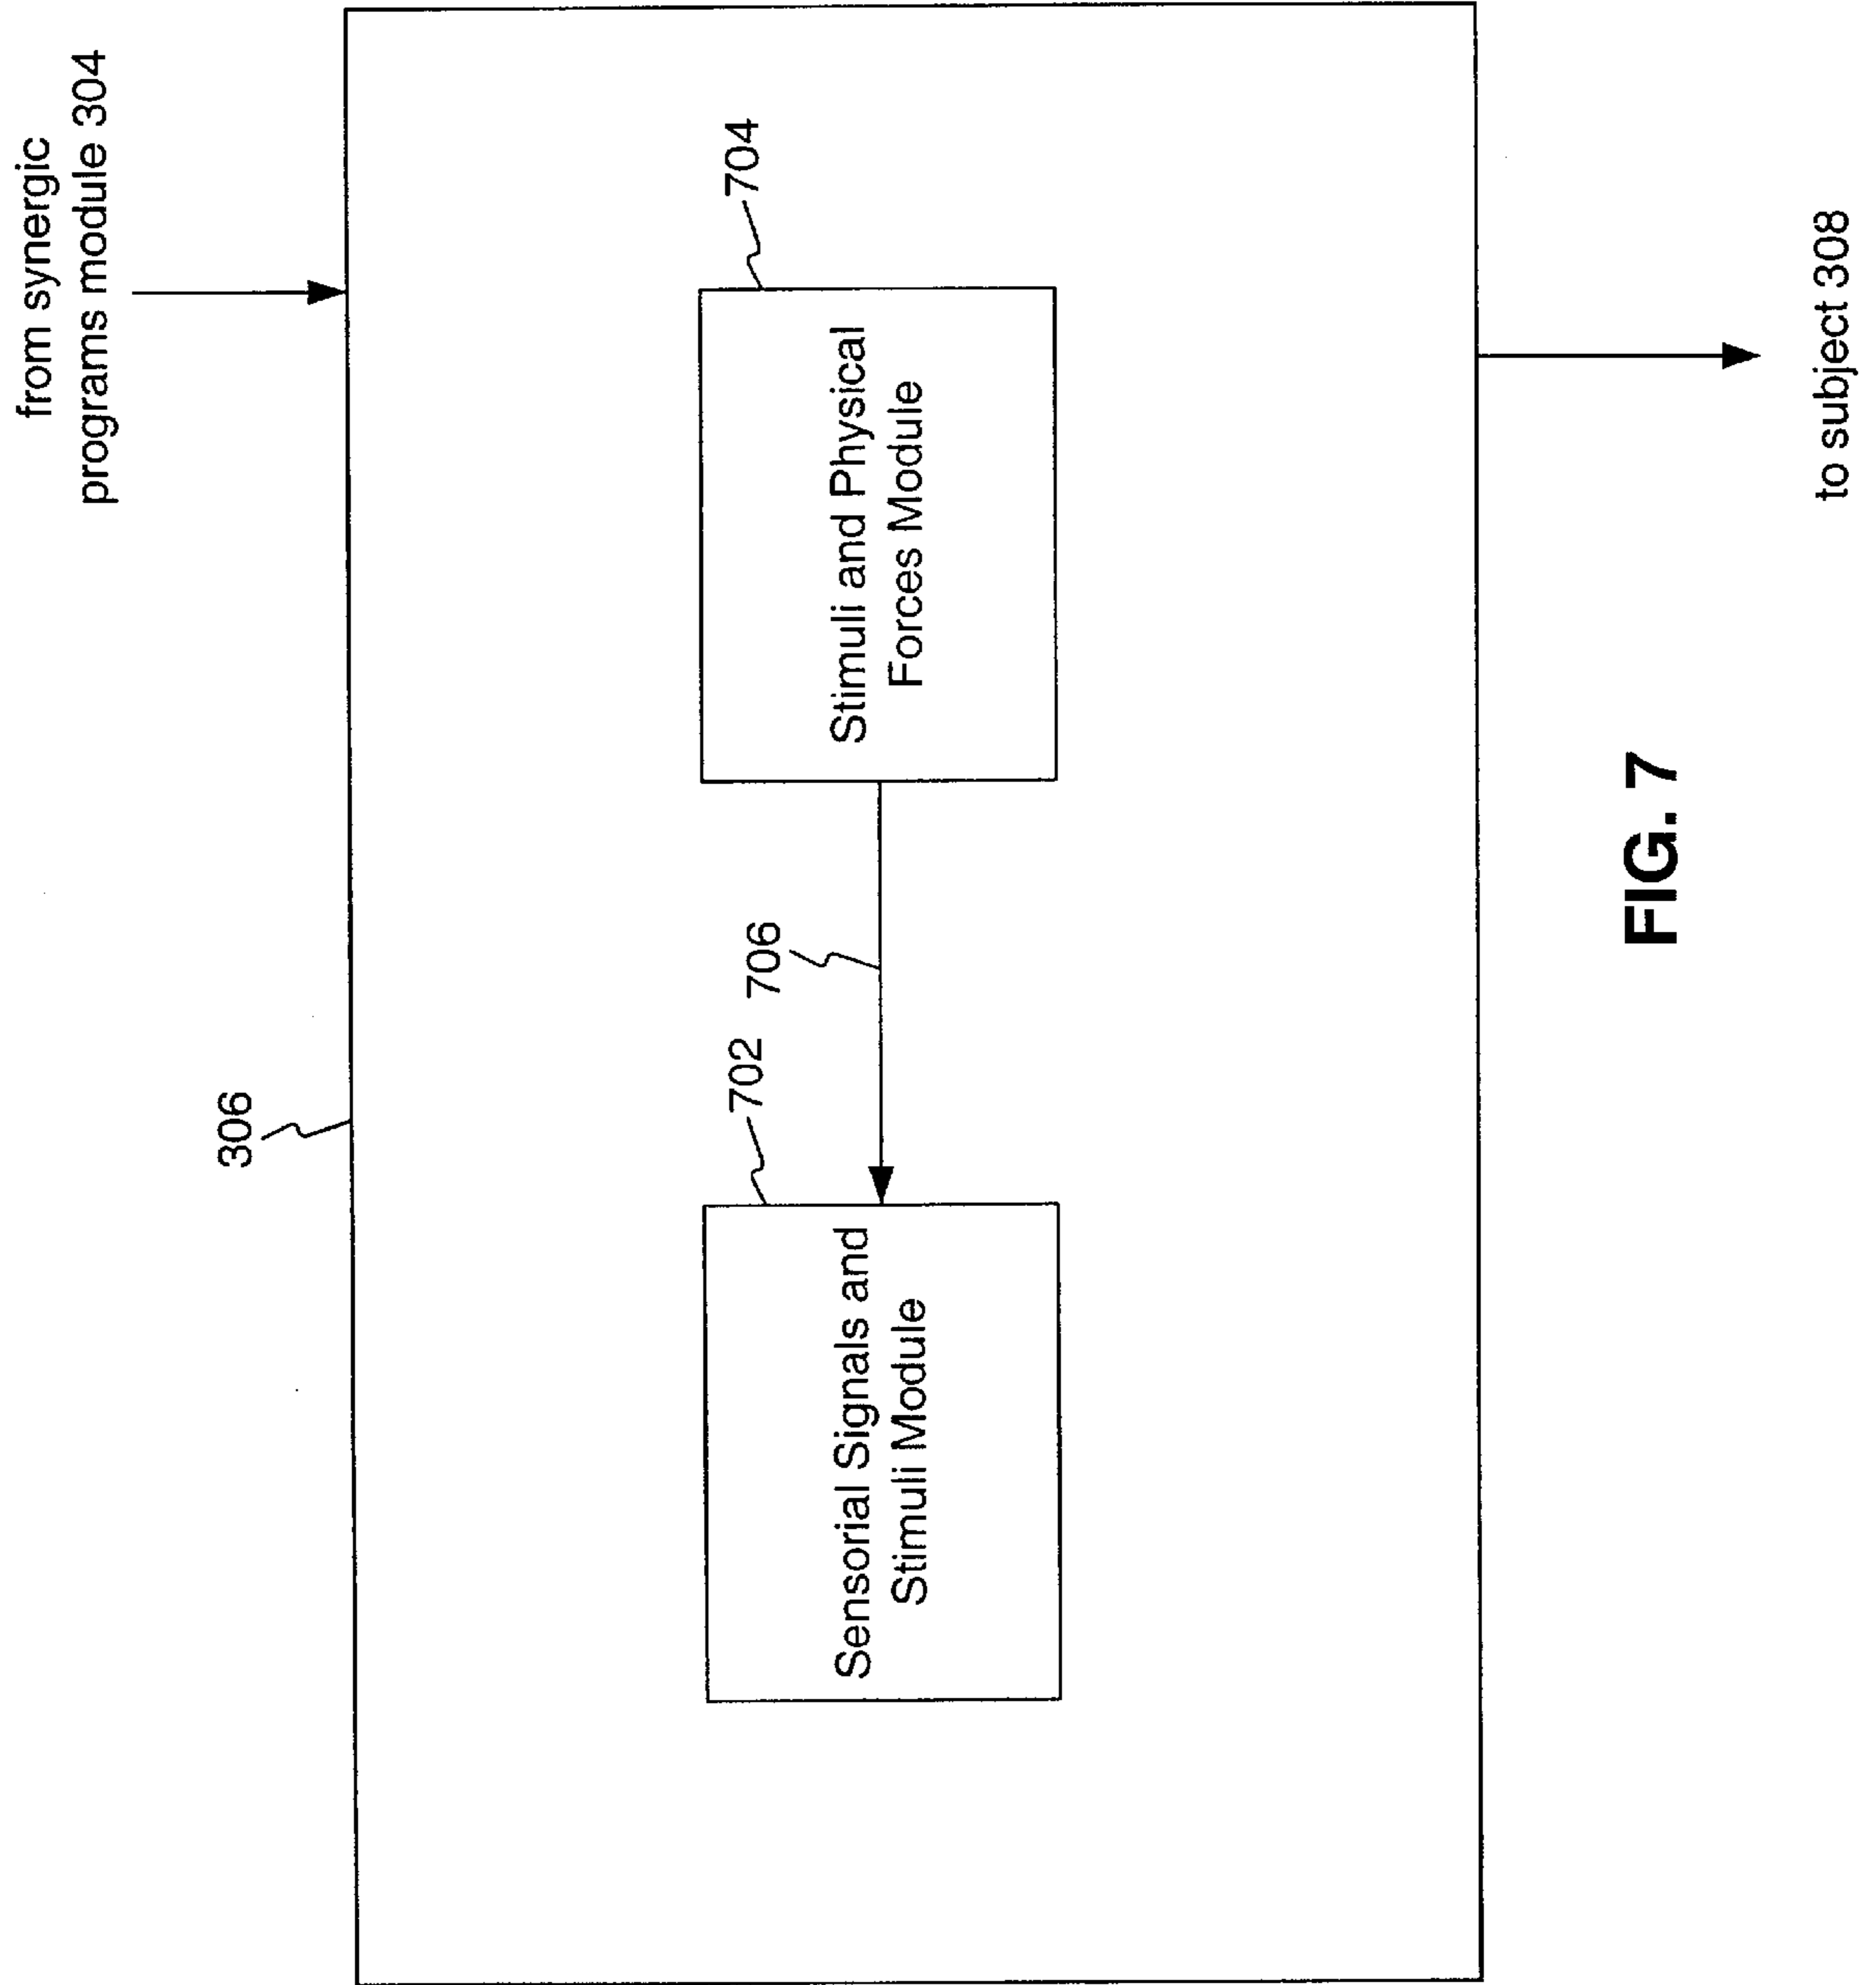 from synergic
programs module 304
306
702
706
704
Sensorial Signals and
Stimuli Module
Stimuli and Physical
Forces Module
FIG. 7
to subject 308